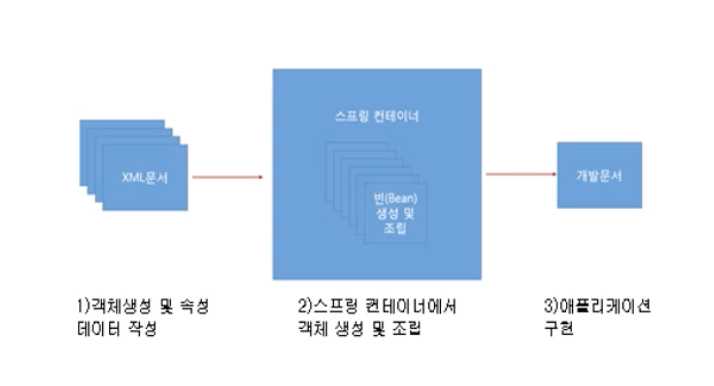 스프링 컨테이너
XML문서
빈(Bean)
생성 및
조립
개발문서
1)객체생성 및 속성
데이터 작성
2)스프링 컨테이너에서
객체 생성 및 조립
3)애플리케이션
구현